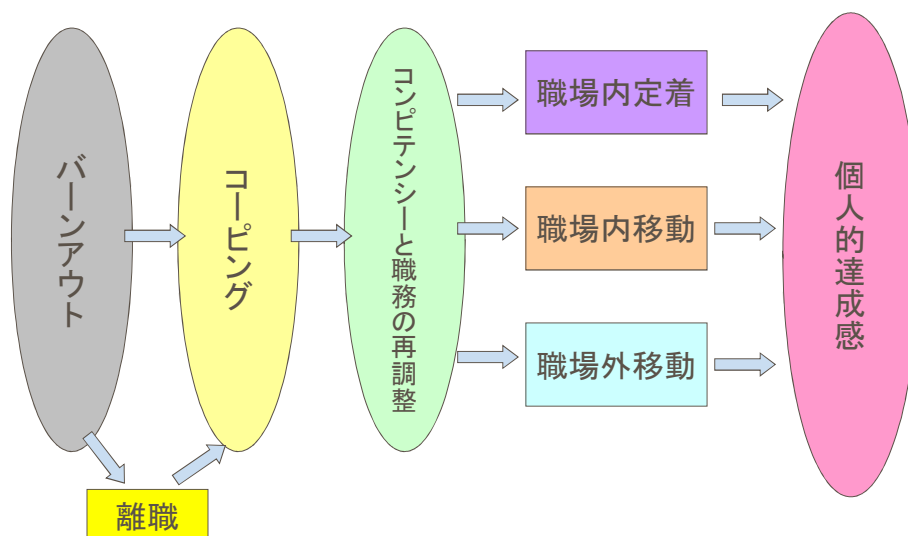 バーンアウト
コーピング
コンピテンシーと職務の再調整
職場内定着
職場内移動
職場外移動
個人的達成感
離職